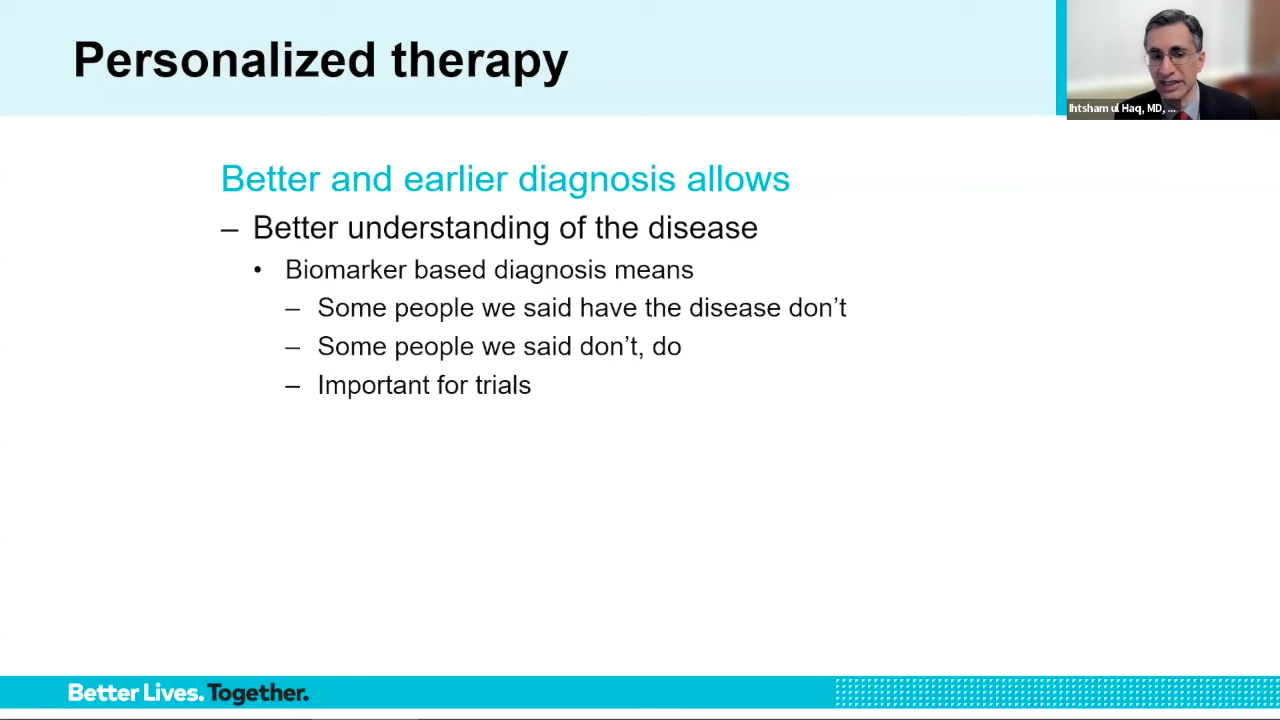 Personalized therapy
Ihtsham ul Haq, MD, ...
Better and earlier diagnosis allows
– Better understanding of the disease
• Biomarker based diagnosis means
– Some people we said have the disease don’t
– Some people we said don’t, do
– Important for trials
Better Lives. Together.